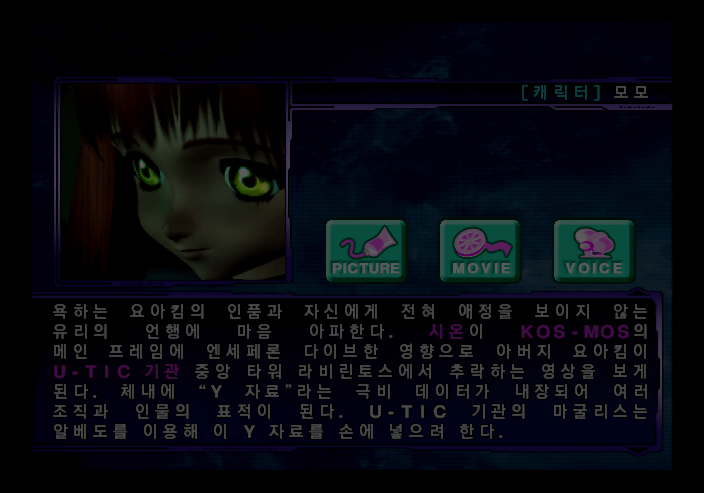 [캐릭터] 모모
PICTURE MOVIE VOICE
욕하는 요아킴의 인품과 자신에게 전혀 애정을 보이지 않는
유리의 언행에 마음 아파한다. 시온이 KOS-MOS의
메인 프레임에 엔세페론 다이브한 영향으로 아버지 요아킴이
U-TIC 기관 중앙 타워 라비린토스에서 추락하는 영상을 보게
된다. 체내에 “Y 자료”라는 극비 데이터가 내장되어 여러
조직과 인물의 표적이 된다. U-TIC 기관의 마굴리스는
알베도를 이용해 이 Y 자료를 손에 넣으려 한다.